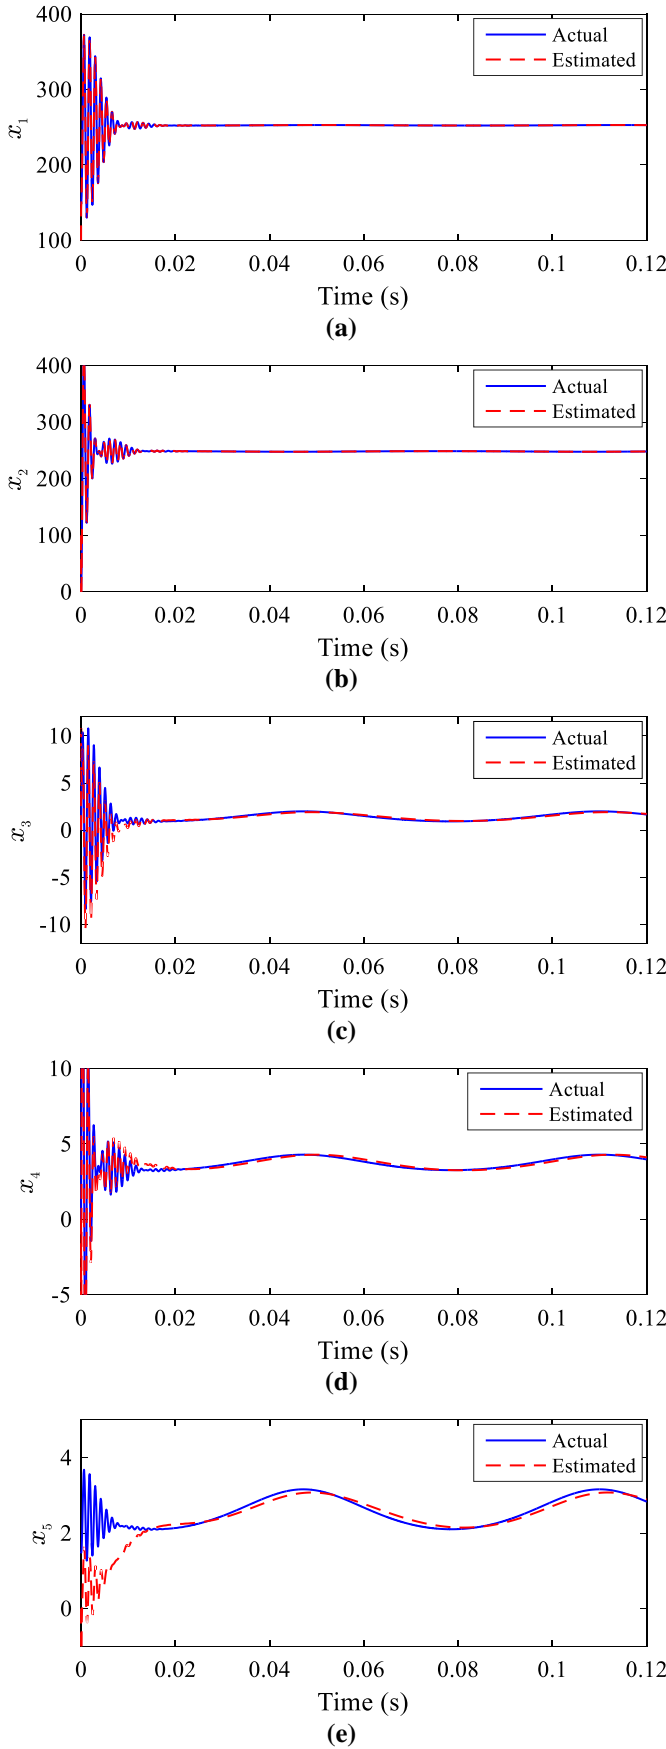 400
300
200
100
x1
Actual
Estimated
0 0.02 0.04 0.06 0.08 0.1 0.12
Time (s)
(a)
400
300
200
100
0
x2
Actual
Estimated
0 0.02 0.04 0.06 0.08 0.1 0.12
Time (s)
(b)
10
5
0
-5
-10
x3
Actual
Estimated
0 0.02 0.04 0.06 0.08 0.1 0.12
Time (s)
(c)
10
5
0
-5
x4
Actual
Estimated
0 0.02 0.04 0.06 0.08 0.1 0.12
Time (s)
(d)
4
2
0
x5
Actual
Estimated
0 0.02 0.04 0.06 0.08 0.1 0.12
Time (s)
(e)